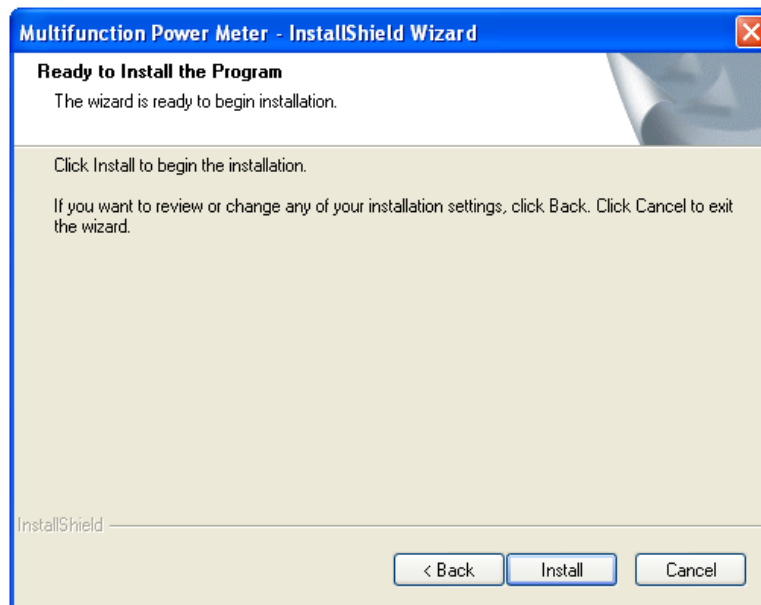 Multifunction Power Meter - InstallShield Wizard
Ready to Install the Program
The wizard is ready to begin installation.
Click Install to begin the installation.
If you want to review or change any of your installation settings, click Back. Click Cancel to exit
the wizard.
InstallShield
< Back Install Cancel